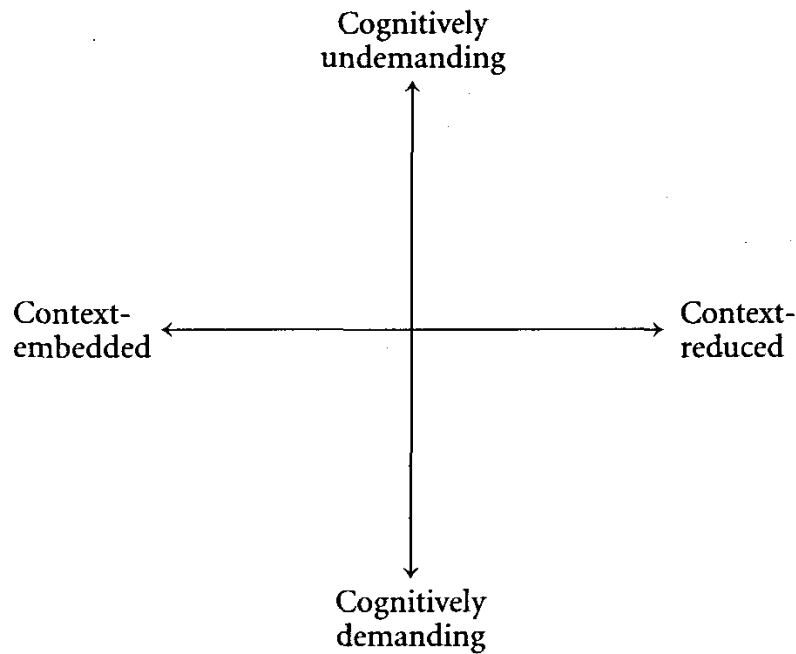 Cognitively
undemanding
Context-
embedded
Context-
reduced
Cognitively
demanding